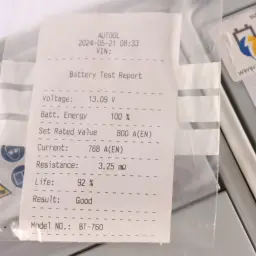 AUTOOL
2024-05-21 08:33
VIN:
Battery Test Report
Voltage: 13.09 V
Batt. Energy 100 %
Set Rated Value 800 A(EN)
Current: 768 A(EN)
Resistance: 3.25 mΩ
Life: 92 %
Result: Good
Model NO.: BT-760